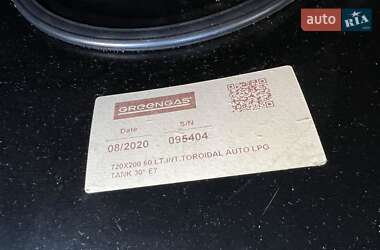 auto RIA
GREENGAS
Date S/N
08/2020 095404
720X200 60 LT.INT.TOROIDAL AUTO LPG
TANK 30° E7